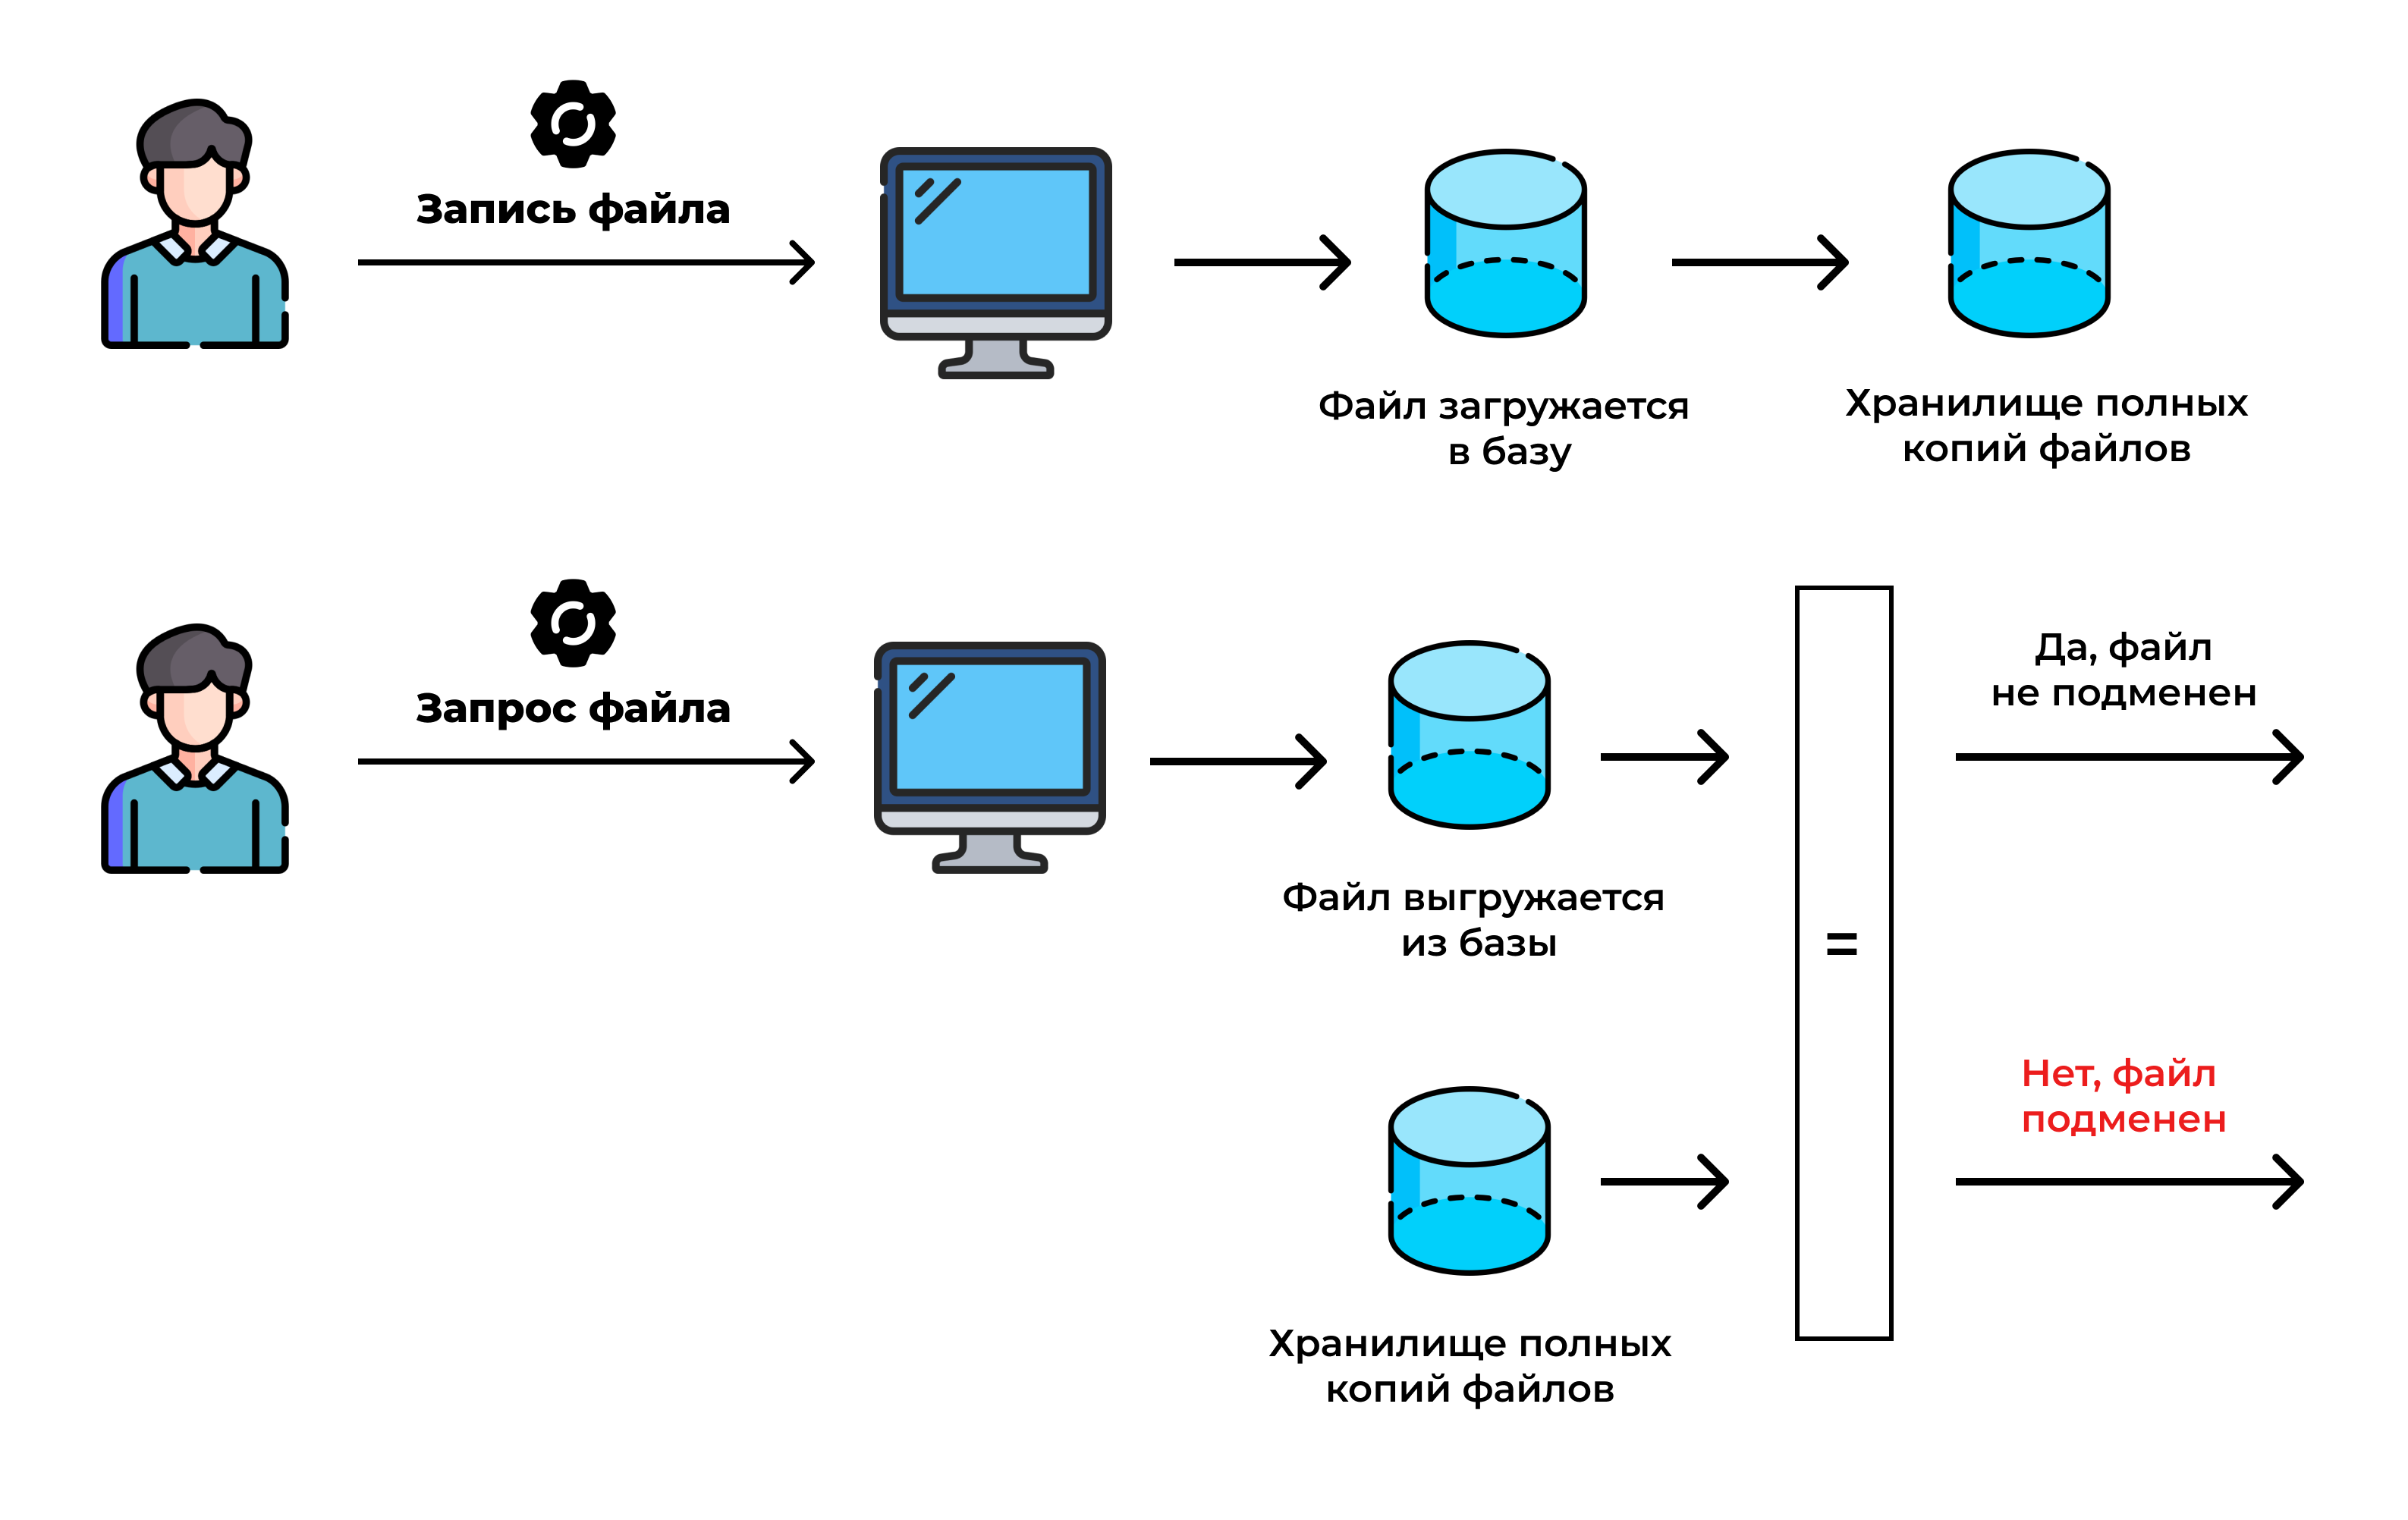 Запись файла
Файл загружается
в базу
Хранилище полных
копий файлов
Запрос файла
Файл выгружается
из базы
=
Да, файл
не подменен
Нет, файл
подменен
Хранилище полных
копий файлов